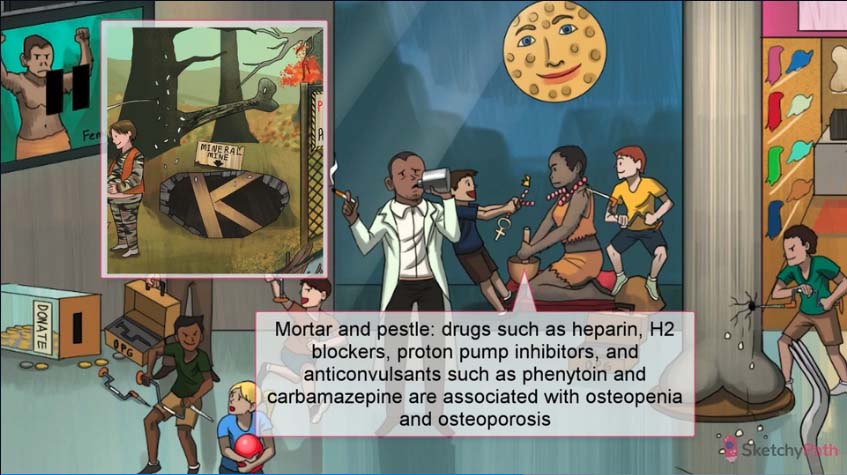 Fem
MINERAL
MINE
P
A
DONATE
OPG
Mortar and pestle: drugs such as heparin, H2
blockers, proton pump inhibitors, and
anticonvulsants such as phenytoin and
carbamazepine are associated with osteopenia
and osteoporosis
SketchyPath